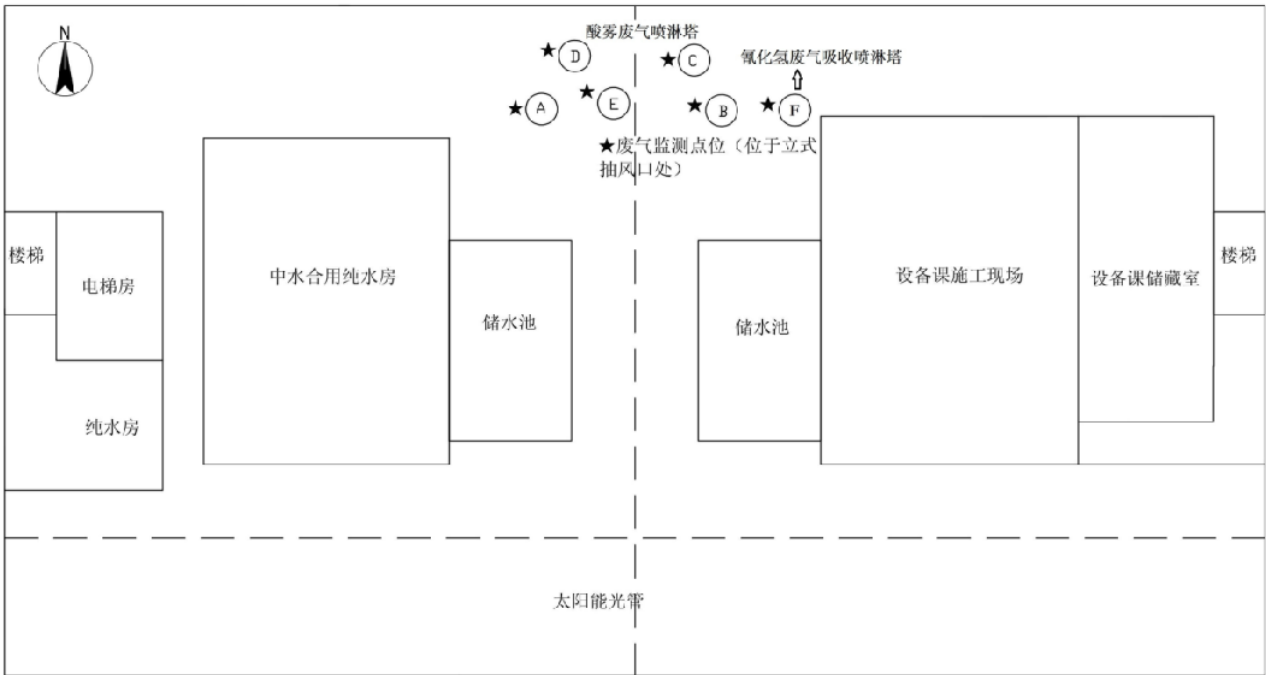 N
酸雾废气喷淋塔
★D
★C
氰化氢废气吸收喷淋塔
★A
★E
★B
★F
★废气监测点位（位于立式
抽风口处）
楼梯
电梯房
中水合用纯水房
储水池
储水池
设备课施工现场
设备课储藏室
楼梯
纯水房
太阳能光管